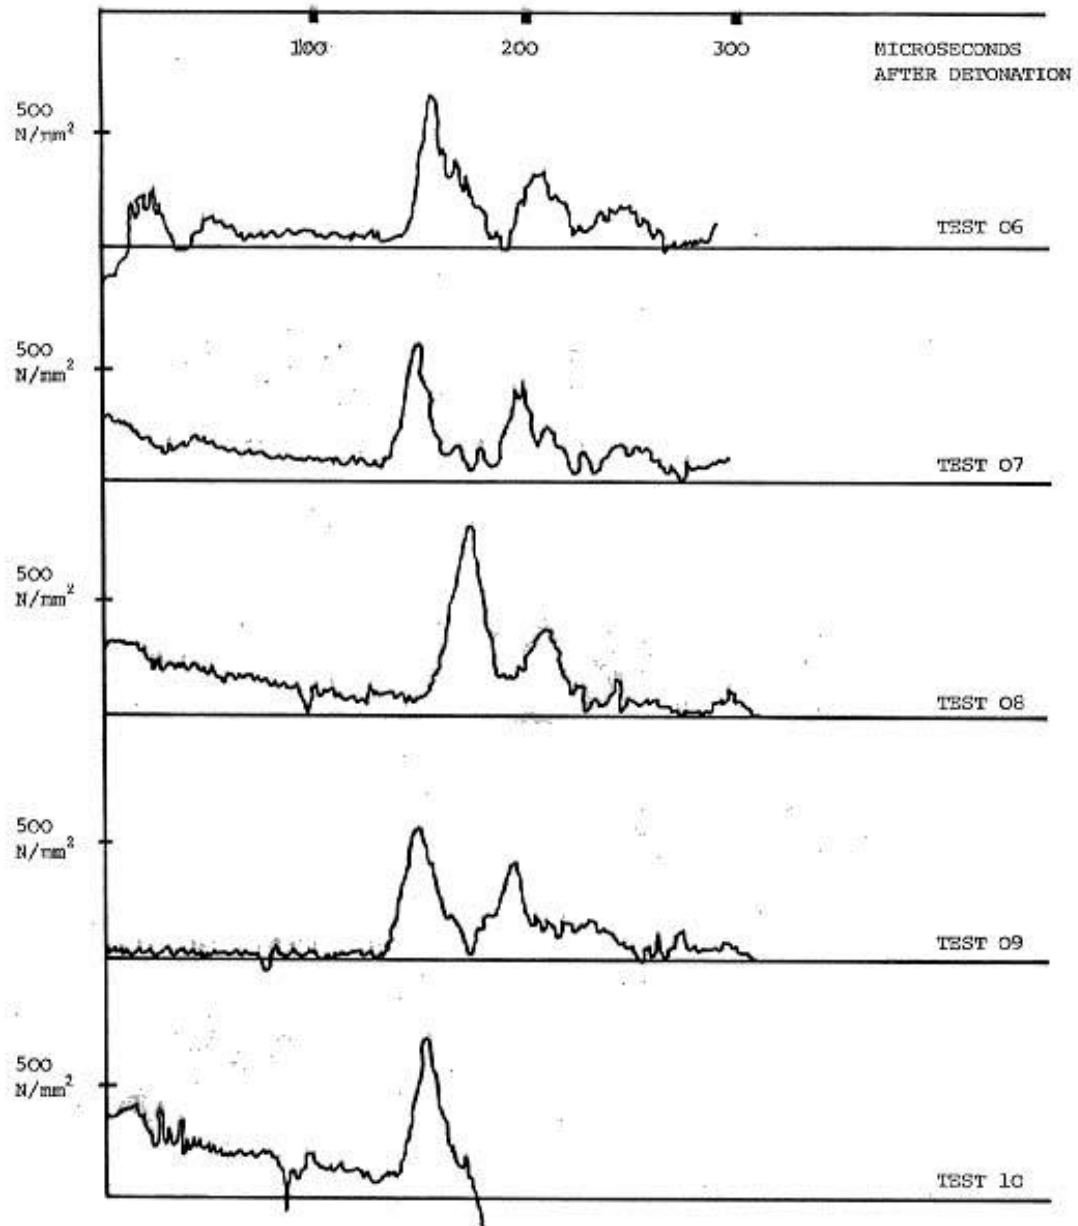 100 200 300 MICROSECONDS
AFTER DETONATION
500
N/mm²
TEST 06
500
N/mm²
TEST 07
500
N/mm²
TEST 08
500
N/mm²
TEST 09
500
N/mm²
TEST 10